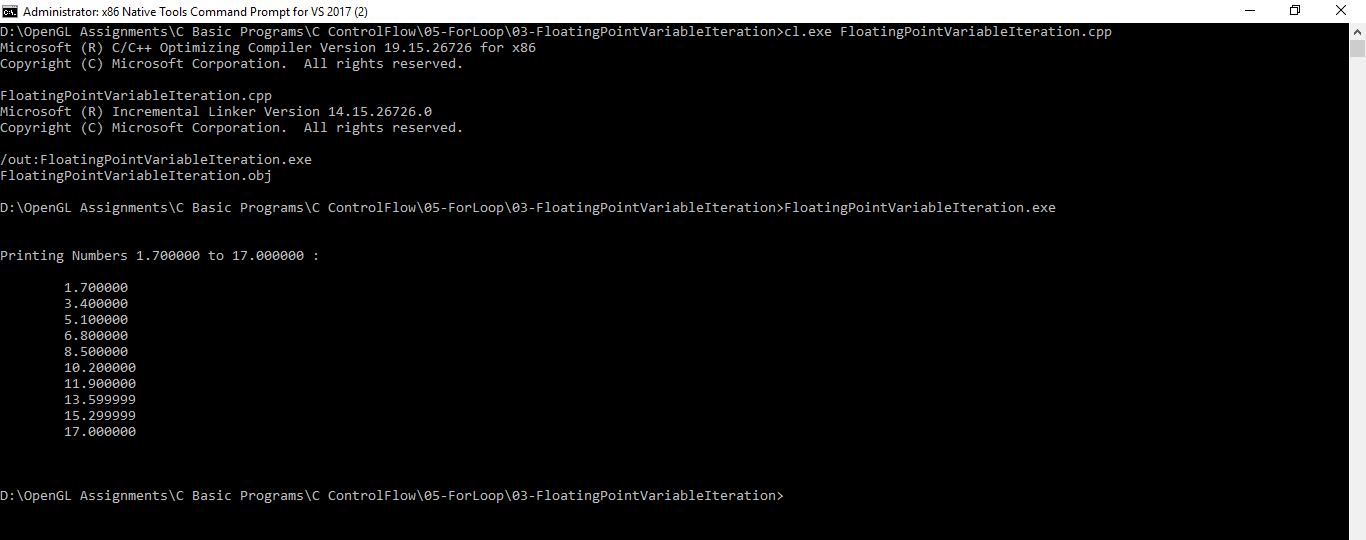 Administrator: x86 Native Tools Command Prompt for VS 2017 (2)
D:\OpenGL Assignments\C Basic Programs\C ControlFlow\05-ForLoop\03-FloatingPointVariableIteration>cl.exe FloatingPointVariableIteration.cpp
Microsoft (R) C/C++ Optimizing Compiler Version 19.15.26726 for x86
Copyright (C) Microsoft Corporation.  All rights reserved.
FloatingPointVariableIteration.cpp
Microsoft (R) Incremental Linker Version 14.15.26726.0
Copyright (C) Microsoft Corporation.  All rights reserved.
/out:FloatingPointVariableIteration.exe
FloatingPointVariableIteration.obj
D:\OpenGL Assignments\C Basic Programs\C ControlFlow\05-ForLoop\03-FloatingPointVariableIteration>FloatingPointVariableIteration.exe
Printing Numbers 1.700000 to 17.000000 :
1.700000
3.400000
5.100000
6.800000
8.500000
10.200000
11.900000
13.599999
15.299999
17.000000
D:\OpenGL Assignments\C Basic Programs\C ControlFlow\05-ForLoop\03-FloatingPointVariableIteration>